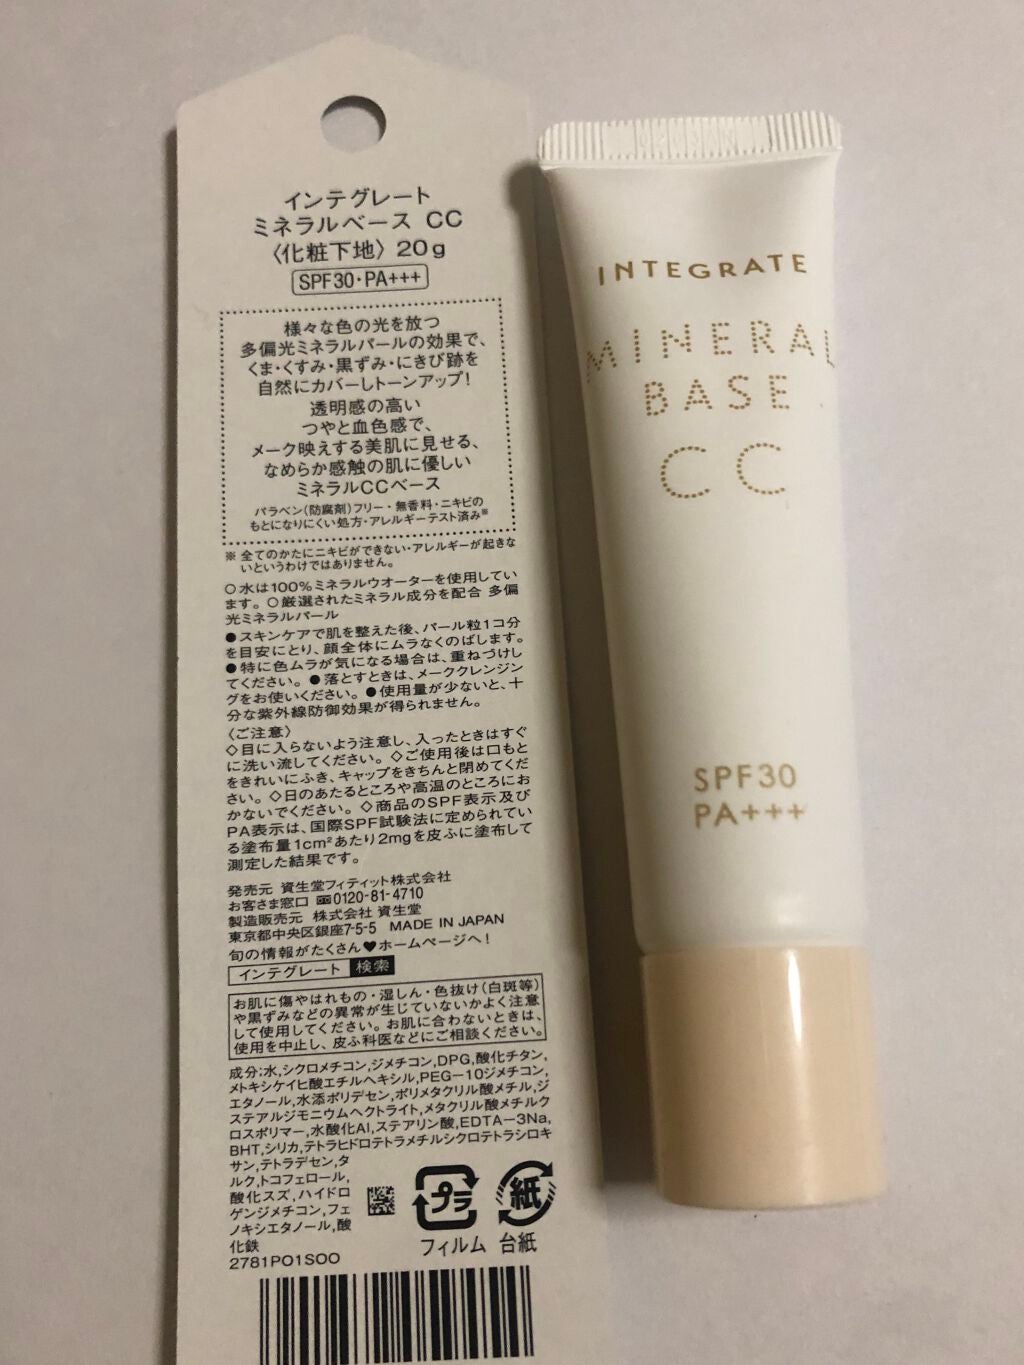 インテグレート
ミネラルベース CC
〈化粧下地〉 20g
SPF30・PA+++
様々な色の光を放つ
多偏光ミネラルパールの効果で、
くま・くすみ・黒ずみ・にきび跡を
自然にカバーしトーンアップ!
透明感の高い
つやと血色感で、
メーク映えする美肌に見せる、
なめらか感触の肌に優しい
ミネラルCCベース
パラベン(防腐剤)フリー・無香料・ニキビの
もとになりにくい処方・アレルギーテスト済み※
※ 全てのかたにニキビができない・アレルギーが起きな
いというわけではありません。
○水は100%ミネラルウオーターを使用してい
ます。○厳選されたミネラル成分を配合 多偏
光ミネラルパール
●スキンケアで肌を整えた後、パール粒1コ分
を目安にとり、顔全体にムラなくのばします。
●特に色ムラが気になる場合は、重ねづけし
てください。●落とすときは、メーククレンジン
グをお使いください。●使用量が少ないと、十
分な紫外線防御効果が得られません。
〈ご注意〉
◇目に入らないよう注意し、入ったときはすぐ
に洗い流してください。◇ご使用後は口もと
をきれいにふき、キャップをきちんと閉めてくだ
さい。◇日のあたるところや高温のところにお
かないでください。◇商品のSPF表示及び
PA表示は、国際SPF試験法に定められてい
る塗布量1cm²あたり2mgを皮ふに塗布して
測定した結果です。
発売元 資生堂フィティット株式会社
お客さま窓口 0120-81-4710
製造販売元 株式会社 資生堂
東京都中央区銀座7-5-5 MADE IN JAPAN
旬の情報がたくさん♥ホームページへ!
インテグレート 検索
お肌に傷やはれもの・湿しん・色抜け(白斑等)
や黒ずみなどの異常が生じていないかよく注意
して使用してください。お肌に合わないときは、
使用を中止し、皮ふ科医などにご相談ください。
成分:水,シクロメチコン,ジメチコン,DPG,酸化チタン,
メトキシケイヒ酸エチルヘキシル,PEG-10ジメチコン,
エタノール,水添ポリデセン,ポリメタクリル酸メチル,ジ
ステアルジモニウムヘクトライト,メタクリル酸メチルク
ロスポリマー,水酸化Al,ステアリン酸,EDTA-3Na,
BHT,シリカ,テトラヒドロテトラメチルシクロテトラシロキ
サン,テトラデセン,タ
ルク,トコフェロール,
酸化スズ,ハイドロ
ゲンジメチコン,フェ
ノキシエタノール,酸
化鉄
2781PO1SOO
プラ
フィルム
紙
台紙
INTEGRATE
MINERAL
BASE
CC
SPF30
PA+++